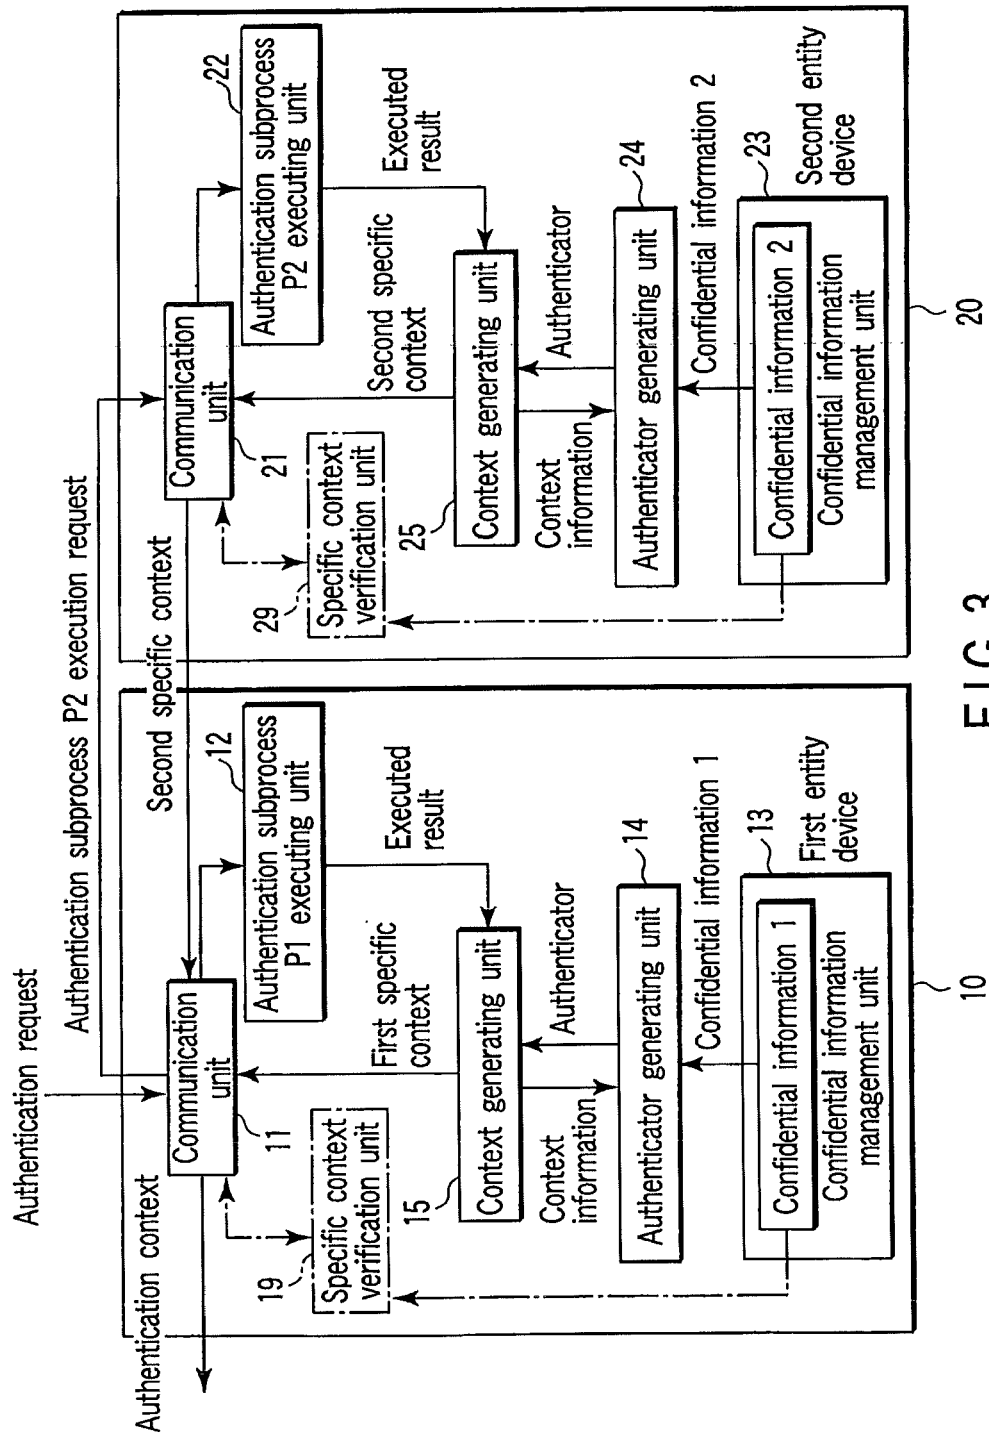 Authentication request
Authentication context
Authentication subprocess P2 execution request
Second specific context
Communication
unit
11
Authentication subprocess
P1 executing unit
12
Specific context
verification unit
19
First specific
context
Executed
result
Context generating unit
15
Context
information
Authenticator
Authenticator generating unit
14
Confidential information 1
Confidential information 1
Confidential information
management unit
13
First entity
device
10
Communication
unit
21
Authentication subprocess
P2 executing unit
22
Specific context
verification unit
29
Second specific
context
Executed
result
Context generating unit
25
Context
information
Authenticator
Authenticator generating unit
24
Confidential information 2
Confidential information 2
Confidential information
management unit
23
Second entity
device
20
FIG. 3